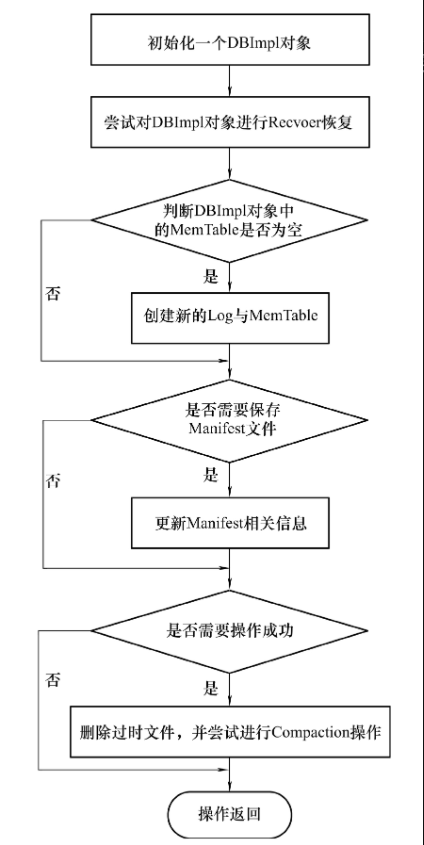 初始化一个DBImpl对象
尝试对DBImpl对象进行Recvoer恢复
判断DBImpl对象中
的MemTable是否为空
是
否
创建新的Log与MemTable
是否需要保存
Manifest文件
是
否
更新Manifest相关信息
是否需要操作成功
是
否
删除过时文件，并尝试进行Compaction操作
操作返回